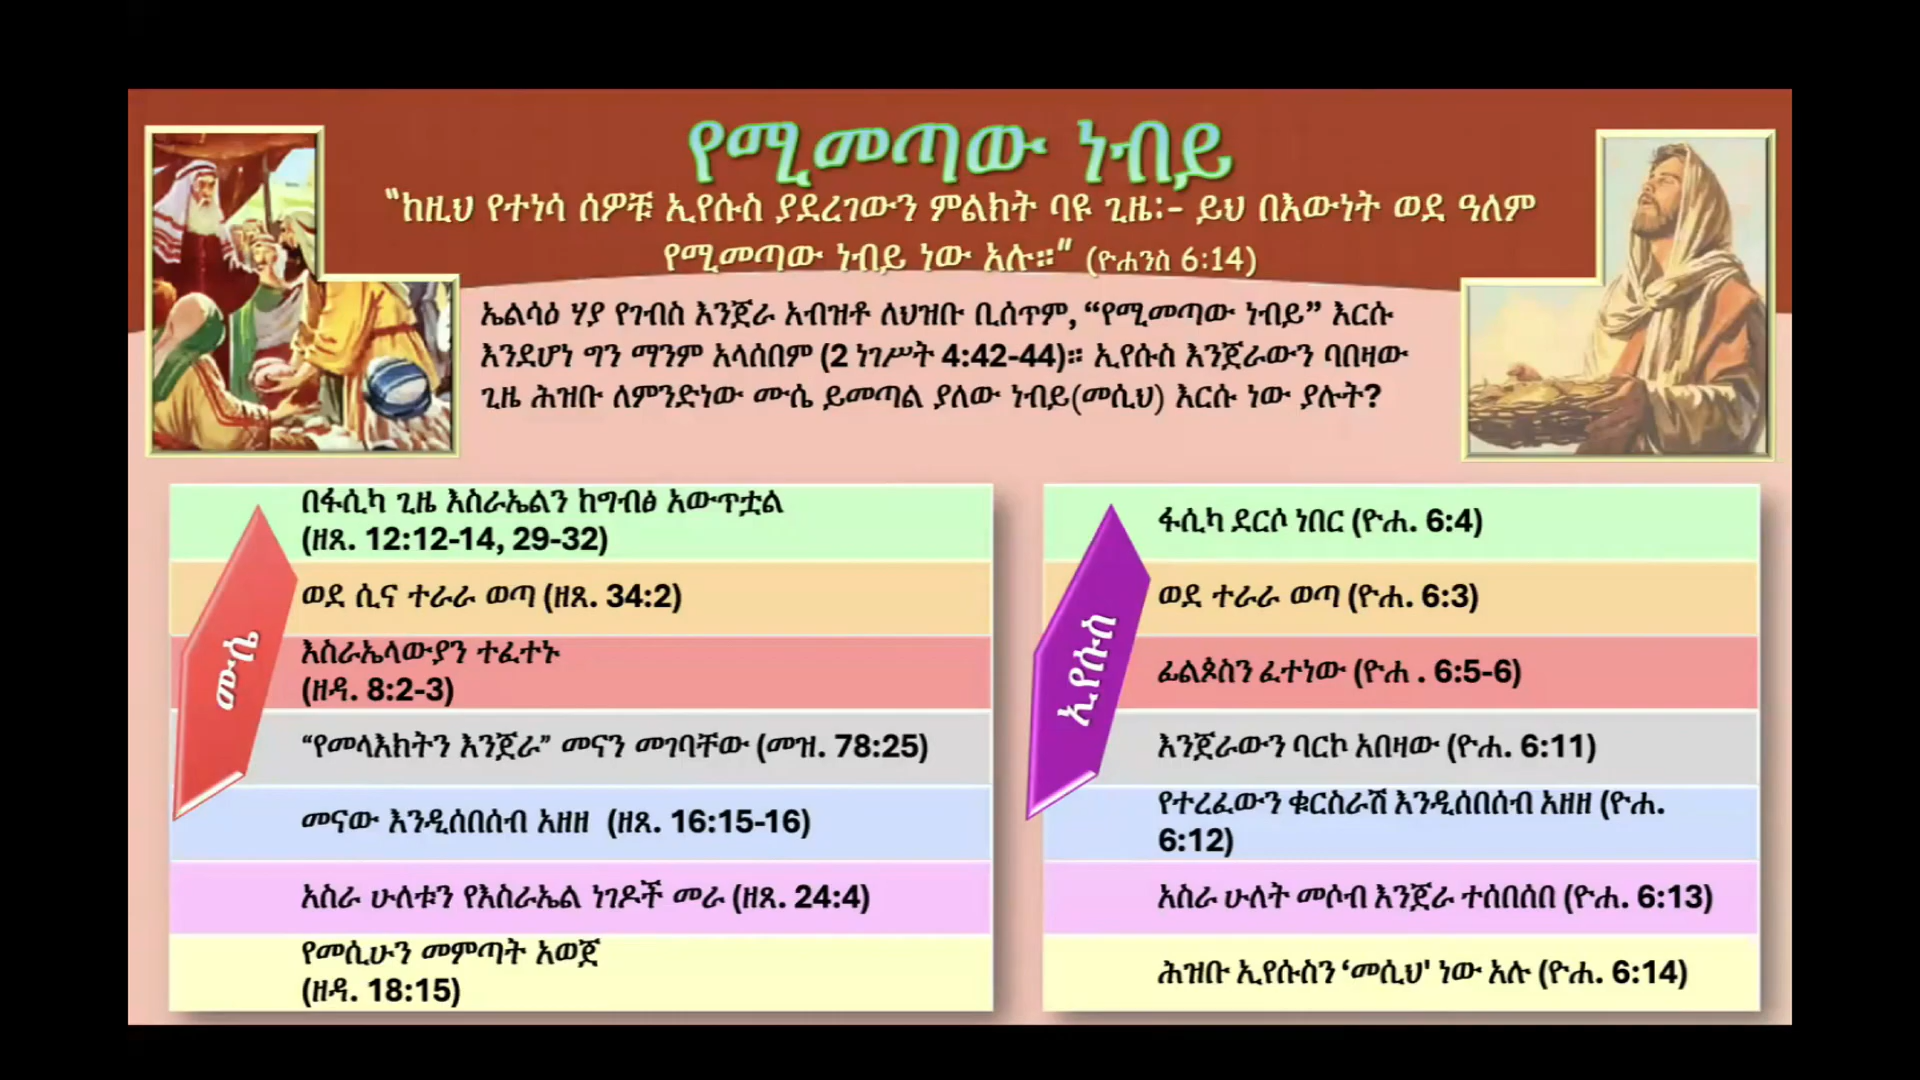 የሚመጣው ነብይ
“ከዚህ የተነሳ ሰዎቹ ኢየሱስ ያደረገውን ምልክት ባዩ ጊዜ:- ይህ በእውነት ወደ ዓለም
የሚመጣው ነብይ ነው አሉ።” (ዮሐንስ 6:14)
ኤልሳዕ ሃያ የገብስ እንጀራ አብዝቶ ለህዝቡ ቢሰጥም, “የሚመጣው ነብይ” እርሱ
እንደሆነ ግን ማንም አላሰበም (2 ነገሥት 4:42-44)። ኢየሱስ እንጀራውን ባበዛው
ጊዜ ሕዝቡ ለምንድነው ሙሴ ይመጣል ያለው ነብይ(መሲህ) እርሱ ነው ያሉት?
ሙሴ
በፋሲካ ጊዜ እስራኤልን ከግብፅ አውጥቷል
(ዘጸ. 12:12-14, 29-32)
ወደ ሲና ተራራ ወጣ (ዘጸ. 34:2)
እስራኤላውያን ተፈተኑ
(ዘዳ. 8:2-3)
“የመላእክትን እንጀራ” መናን መገባቸው (መዝ. 78:25)
መናው እንዲሰበሰብ አዘዘ (ዘጸ. 16:15-16)
አስራ ሁለቱን የእስራኤል ነገዶች መራ (ዘጸ. 24:4)
የመሲሁን መምጣት አወጀ
(ዘዳ. 18:15)
ኢየሱስ
ፋሲካ ደርሶ ነበር (ዮሐ. 6:4)
ወደ ተራራ ወጣ (ዮሐ. 6:3)
ፊልጶስን ፈተነው (ዮሐ . 6:5-6)
እንጀራውን ባርኮ አበዛው (ዮሐ. 6:11)
የተረፈውን ቁርስራሽ እንዲሰበሰብ አዘዘ (ዮሐ.
6:12)
አስራ ሁለት መሶብ እንጀራ ተሰበሰበ (ዮሐ. 6:13)
ሕዝቡ ኢየሱስን ‘መሲህ' ነው አሉ (ዮሐ. 6:14)